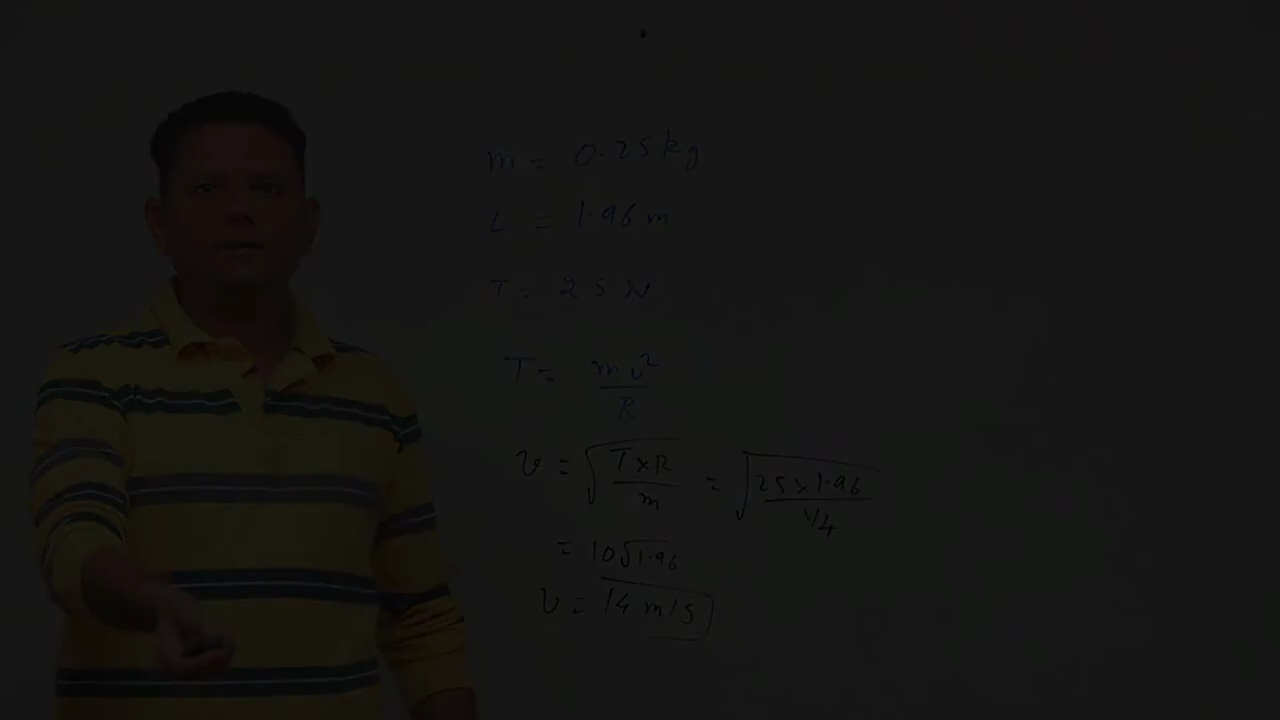 m = 0.25 kg
L = 1.96 m
T = 25 N
T = mv²/R
v = √(T×R/m) = √(25×1.96/¼)
= 10√1.96
v = 14 m/s